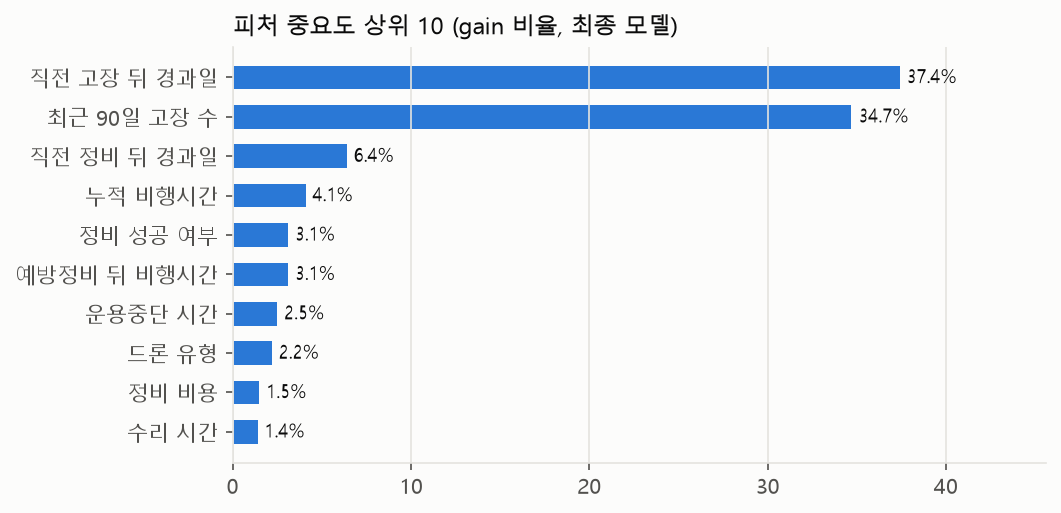 피처 중요도 상위 10 (gain 비율, 최종 모델)
직전 고장 뒤 경과일 37.4%
최근 90일 고장 수 34.7%
직전 정비 뒤 경과일 6.4%
누적 비행시간 4.1%
정비 성공 여부 3.1%
예방정비 뒤 비행시간 3.1%
운용중단 시간 2.5%
드론 유형 2.2%
정비 비용 1.5%
수리 시간 1.4%
0 10 20 30 40